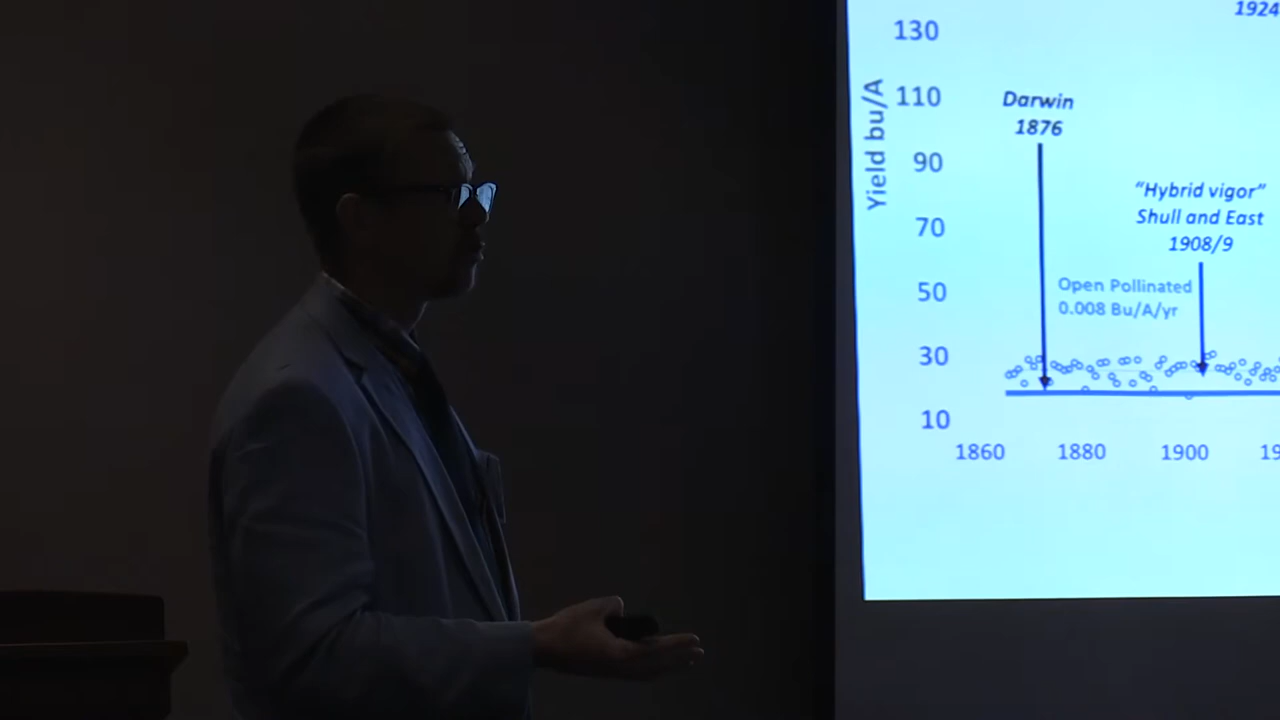 1924
130
110
90
70
50
30
10
Yield bu/A
Darwin
1876
"Hybrid vigor"
Shull and East
1908/9
Open Pollinated
0.008 Bu/A/yr
1860 1880 1900